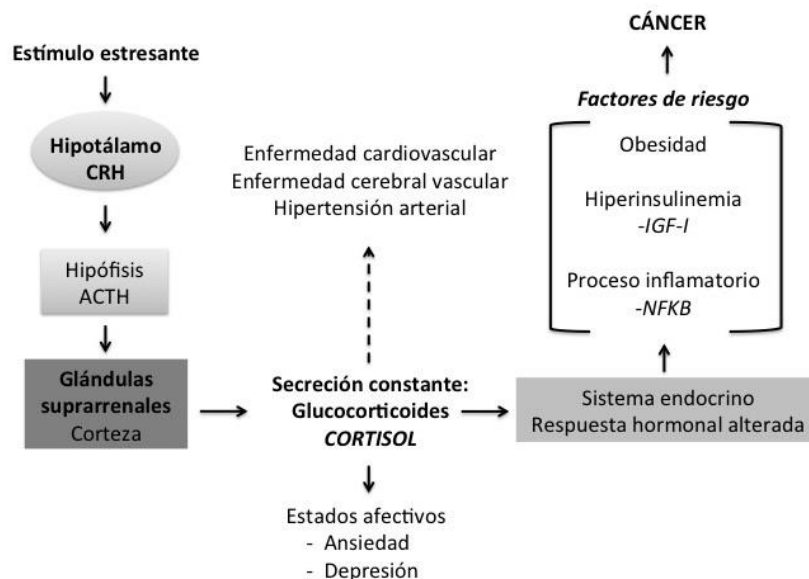 Estímulo estresante
Hipotálamo
CRH
Hipófisis
ACTH
Glándulas
suprarrenales
Corteza
Enfermedad cardiovascular
Enfermedad cerebral vascular
Hipertensión arterial
Secreción constante:
Glucocorticoides
CORTISOL
Estados afectivos
- Ansiedad
- Depresión
CÁNCER
Factores de riesgo
Obesidad
Hiperinsulinemia
-IGF-I
Proceso inflamatorio
-NFKB
Sistema endocrino
Respuesta hormonal alterada